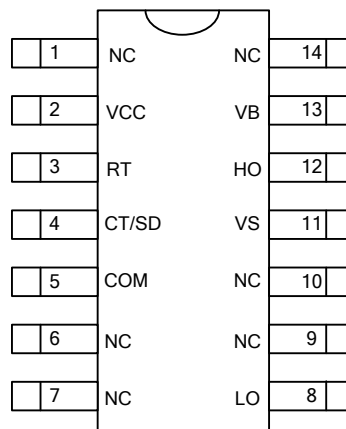 1 NC NC 14
2 VCC VB 13
3 RT HO 12
4 CT/SD VS 11
5 COM NC 10
6 NC NC 9
7 NC LO 8